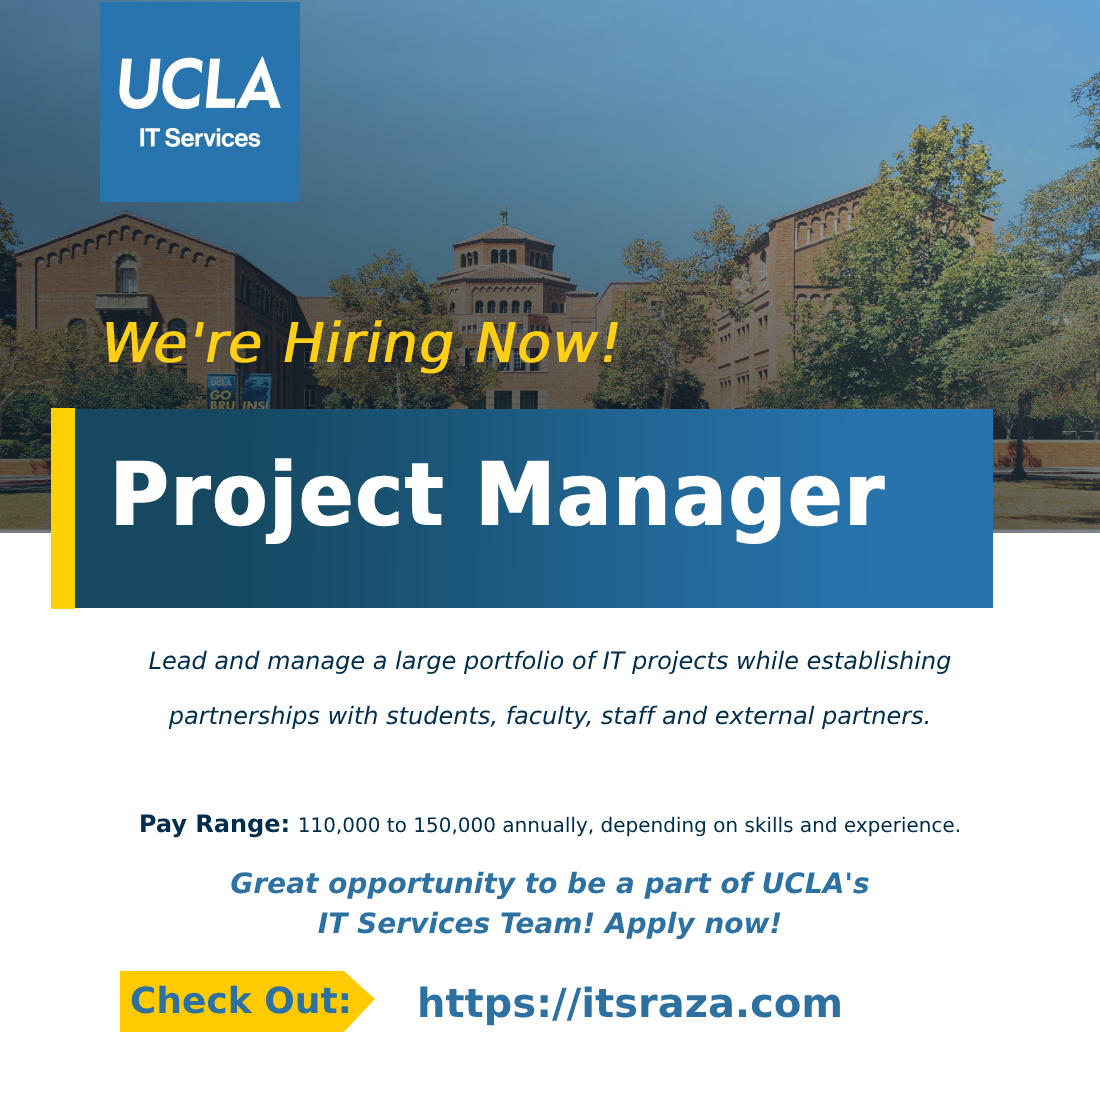 UCLA
IT Services
We're Hiring Now!
UCLA
GO
BRUINS!
Project Manager
Lead and manage a large portfolio of IT projects while establishing
partnerships with students, faculty, staff and external partners.
Pay Range: 110,000 to 150,000 annually, depending on skills and experience.
Great opportunity to be a part of UCLA's
IT Services Team! Apply now!
Check Out: https://itsraza.com